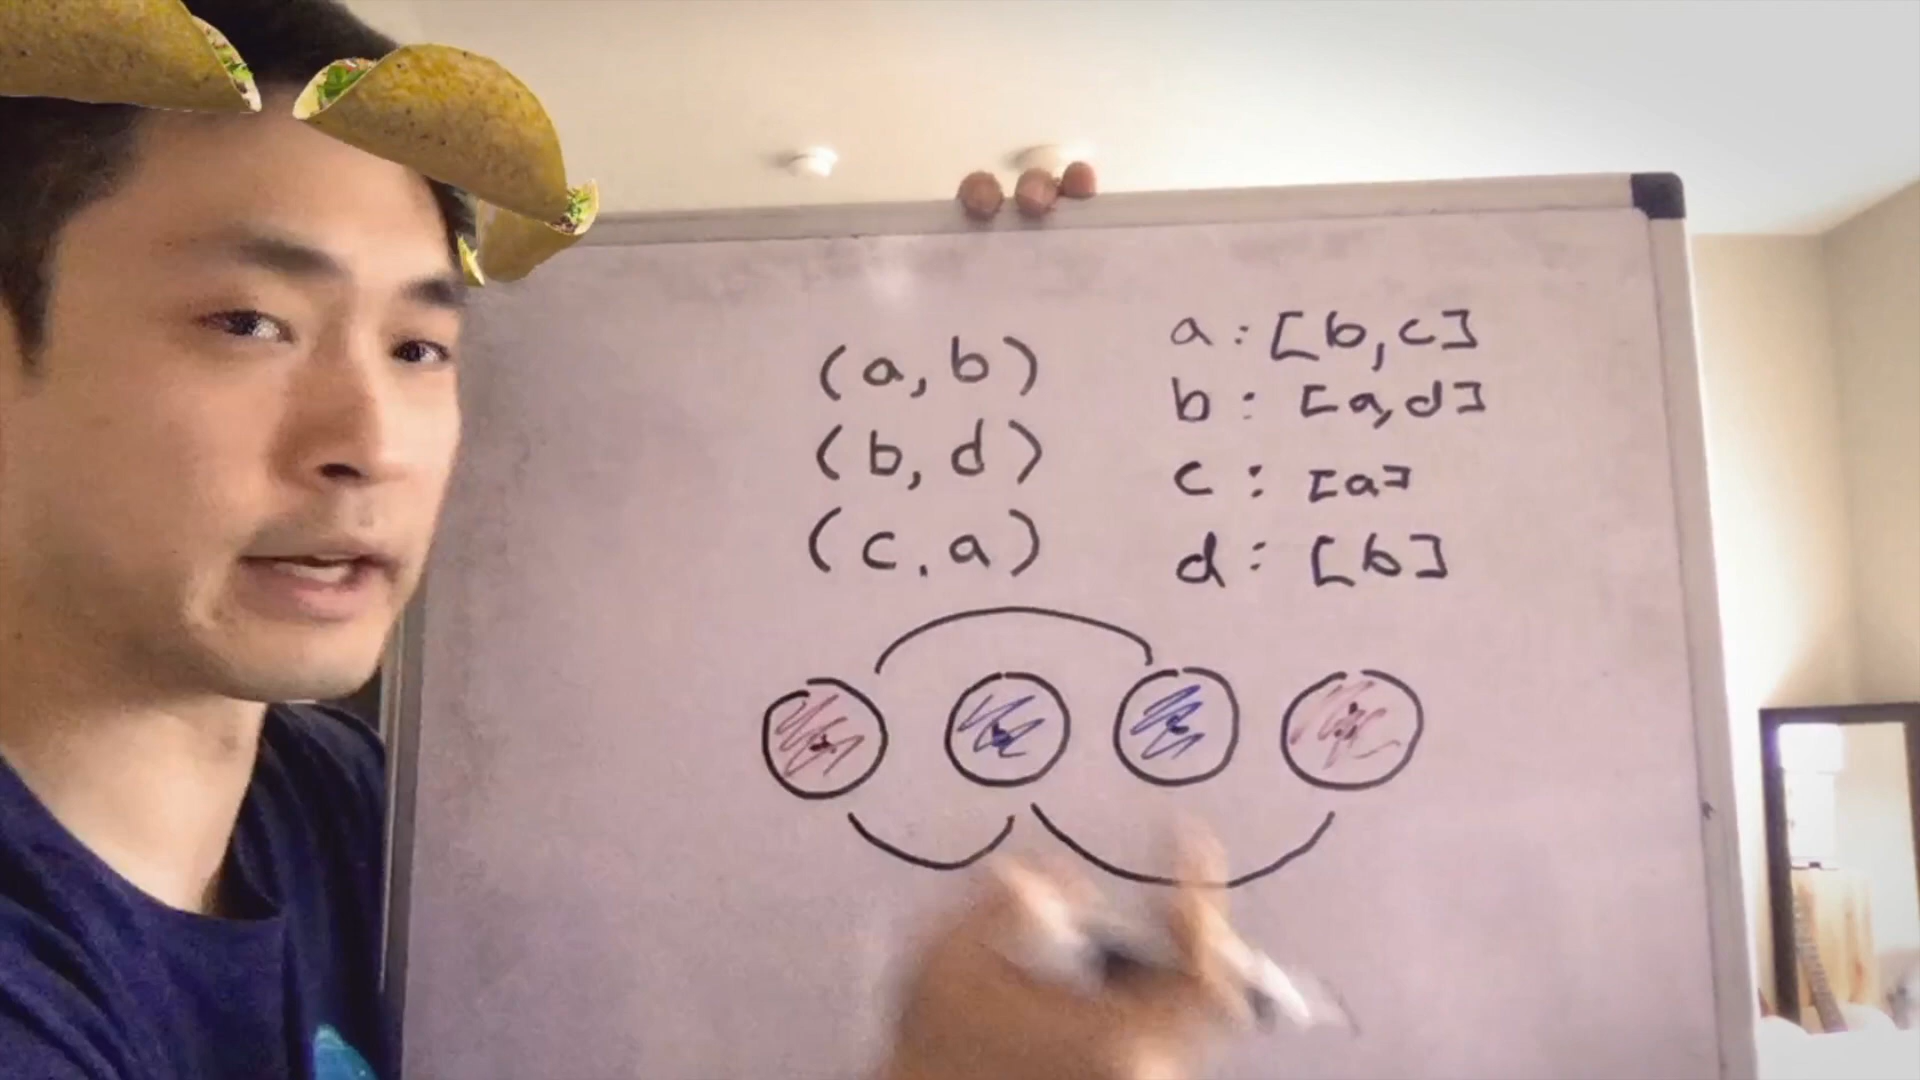 (a, b)
(b, d)
(c, a)
a : [b, c]
b : [a, d]
c : [a]
d : [b]